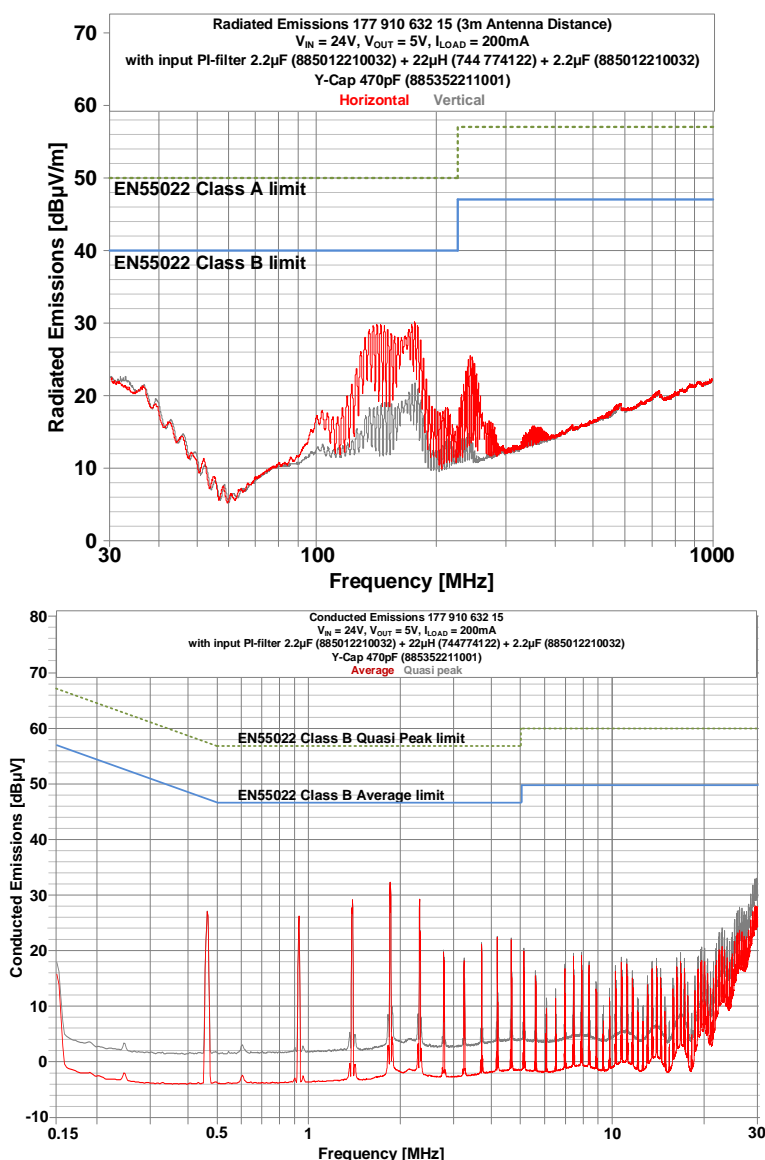 Radiated Emissions 177 910 632 15 (3m Antenna Distance)
VIN = 24V, VOUT = 5V, ILOAD = 200mA
with input PI-filter 2.2µF (885012210032) + 22µH (744 774122) + 2.2µF (885012210032)
Y-Cap 470pF (885352211001)
Horizontal Vertical
Radiated Emissions [dBµV/m]
70
60
50
40
30
20
10
0
EN55022 Class A limit
EN55022 Class B limit
30 100 1000
Frequency [MHz]
Conducted Emissions 177 910 632 15
VIN = 24V, VOUT = 5V, ILOAD = 200mA
with input PI-filter 2.2µF (885012210032) + 22µH (744774122) + 2.2µF (885012210032)
Y-Cap 470pF (885352211001)
Average Quasi peak
Conducted Emissions [dBµV]
80
70
60
50
40
30
20
10
0
-10
EN55022 Class B Quasi Peak limit
EN55022 Class B Average limit
0.15 0.5 1 10 30
Frequency [MHz]